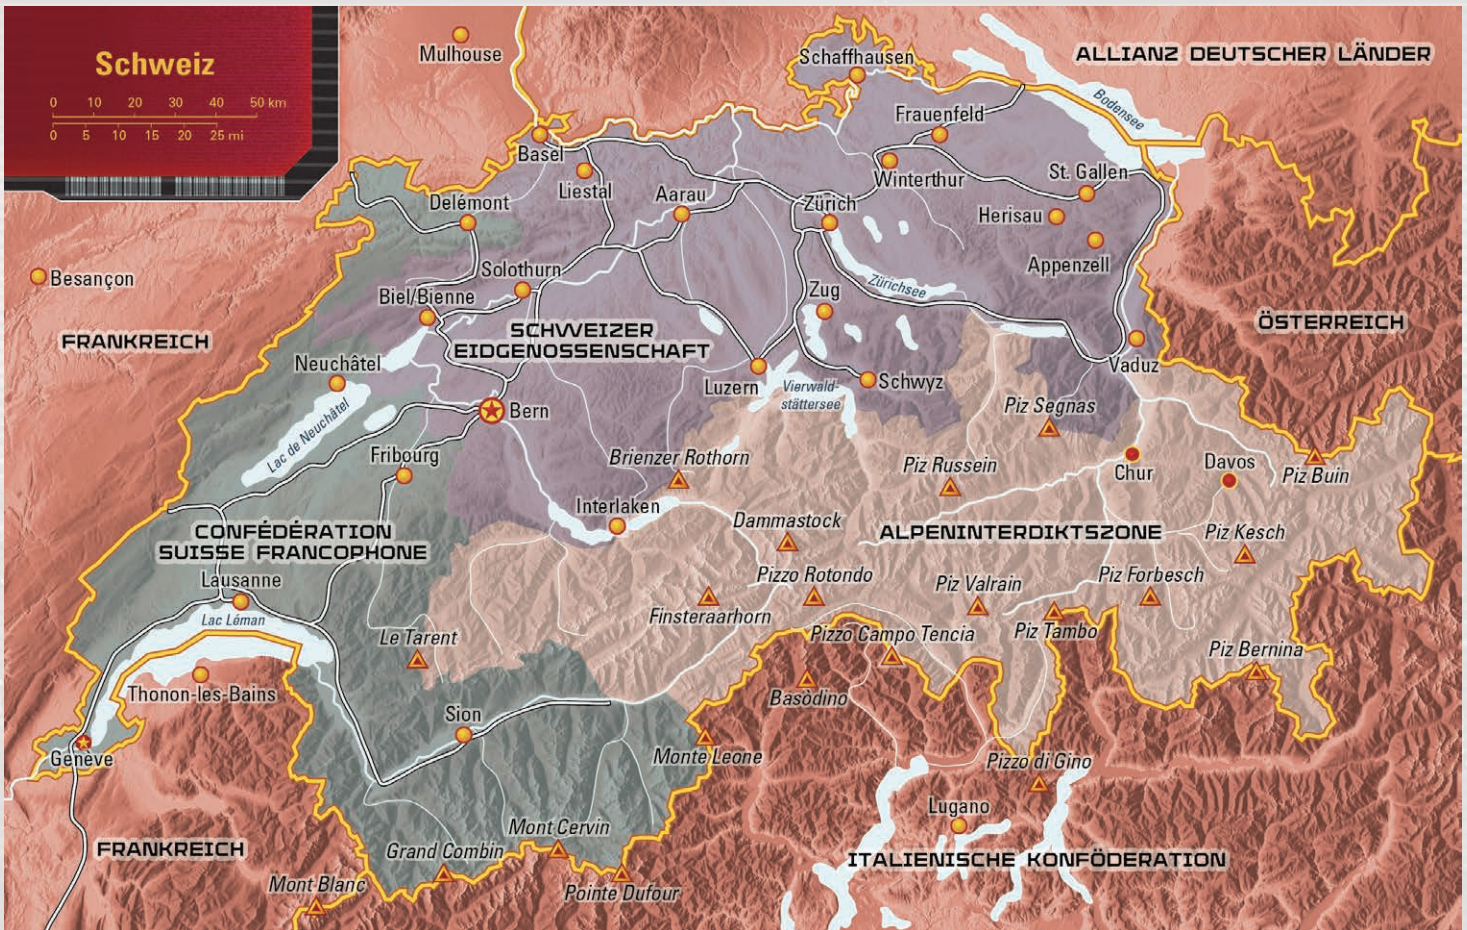 Schweiz
0 10 20 30 40 50 km
0 5 10 15 20 25 mi
Mulhouse
Schaffhausen
ALLIANZ DEUTSCHER LÄNDER
Bodensee
Frauenfeld
Basel
Winterthur
St. Gallen
Liestal
Aarau
Delémont
Zürich
Herisau
Appenzell
Besançon
Solothurn
Biel/Bienne
Zug
Zürichsee
FRANKREICH
SCHWEIZER
EIDGENOSSENSCHAFT
ÖSTERREICH
Neuchâtel
Luzern
Vierwald-
stättersee
Schwyz
Vaduz
Lac de Neuchâtel
Bern
Piz Segnas
Fribourg
Brienzer Rothorn
Piz Russein
Chur
Davos
Piz Buin
Interlaken
Dammastock
ALPENINTERDIKTSZONE
Piz Kesch
CONFÉDÉRATION
SUISSE FRANCOPHONE
Lausanne
Pizzo Rotondo
Piz Valrain
Piz Forbesch
Lac Léman
Finsteraarhorn
Le Tarent
Pizzo Campo Tencia
Piz Tambo
Piz Bernina
Thonon-les-Bains
Basòdino
Sion
Genève
Monte Leone
Pizzo di Gino
Lugano
Mont Cervin
FRANKREICH
Grand Combin
ITALIENISCHE KONFÖDERATION
Mont Blanc
Pointe Dufour